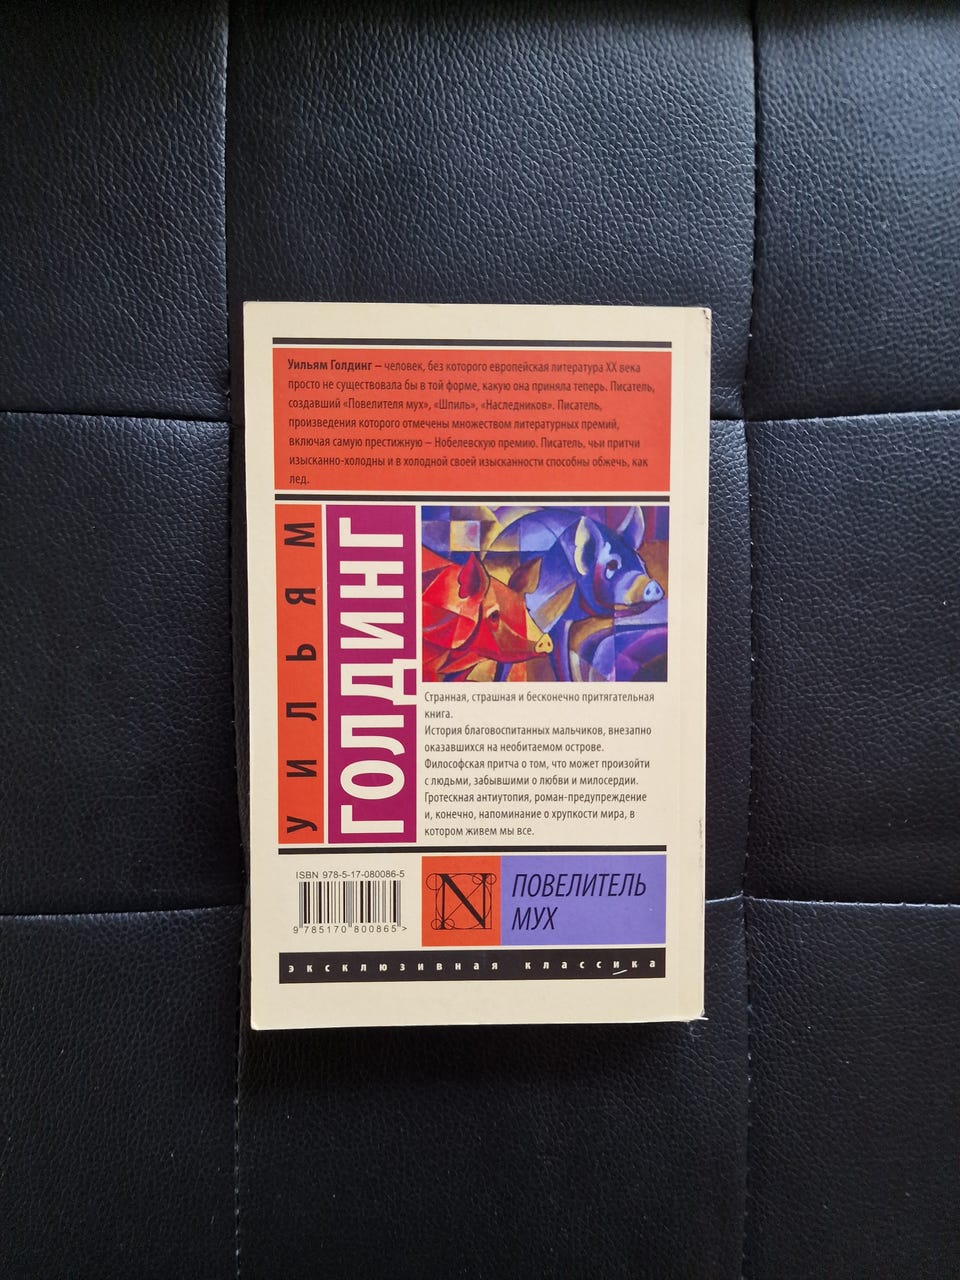 Уильям Голдинг – человек, без которого европейская литература XX века
просто не существовала бы в той форме, какую она приняла теперь. Писатель,
создавший «Повелителя мух», «Шпиль», «Наследников». Писатель,
произведения которого отмечены множеством литературных премий,
включая самую престижную – Нобелевскую премию. Писатель, чьи притчи
изысканно-холодны и в холодной своей изысканности способны обжечь, как
лед.
УИЛЬЯМ
ГОЛДИНГ
Странная, страшная и бесконечно притягательная
книга.
История благовоспитанных мальчиков, внезапно
оказавшихся на необитаемом острове.
Философская притча о том, что может произойти
с людьми, забывшими о любви и милосердии.
Гротескная антиутопия, роман-предупреждение
и, конечно, напоминание о хрупкости мира, в
котором живем мы все.
ISBN 978-5-17-080086-5
9 785170 800865 >
N
ПОВЕЛИТЕЛЬ
МУХ
эксклюзивная классика